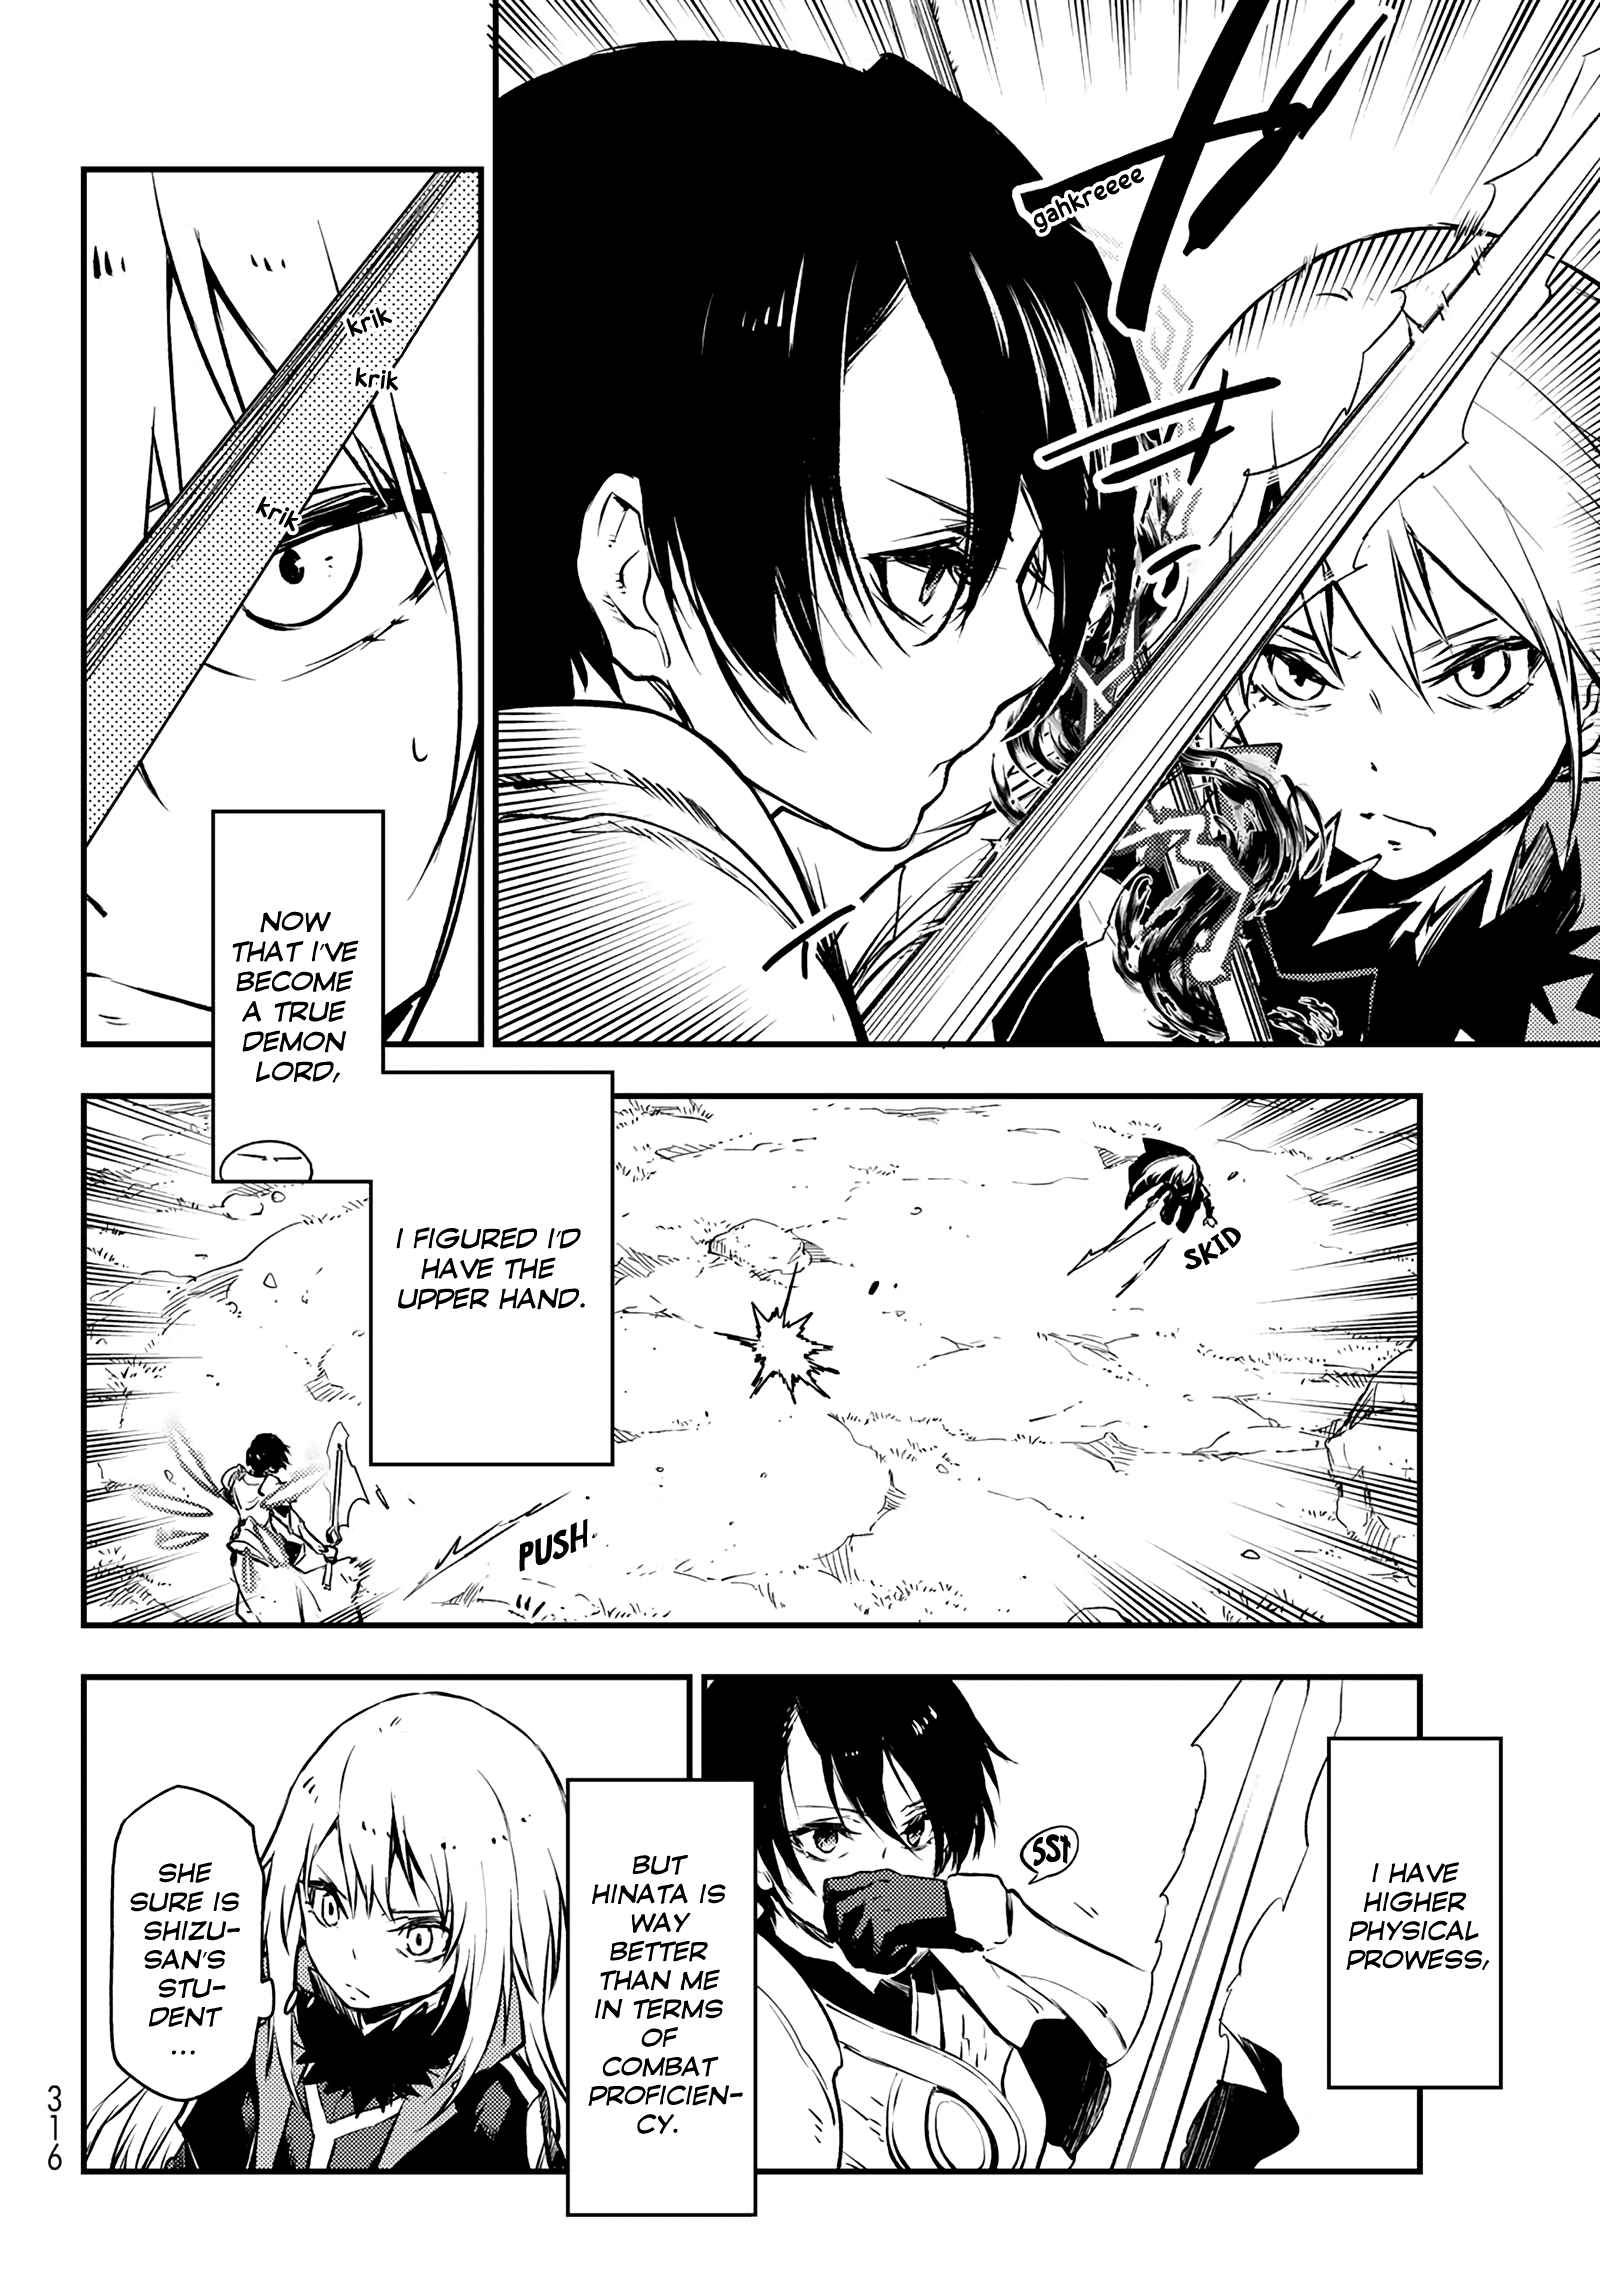 gahkreeee
krik
krik
krik
NOW
THAT I'VE
BECOME
A TRUE
DEMON
LORD,
I FIGURED I'D
HAVE THE
UPPER HAND.
SKID
PUSH
I HAVE
HIGHER
PHYSICAL
PROWESS,
SST
BUT
HINATA IS
WAY
BETTER
THAN ME
IN TERMS
OF
COMBAT
PROFICIEN-
CY.
SHE
SURE IS
SHIZU-
SAN'S
STU-
DENT
...
316